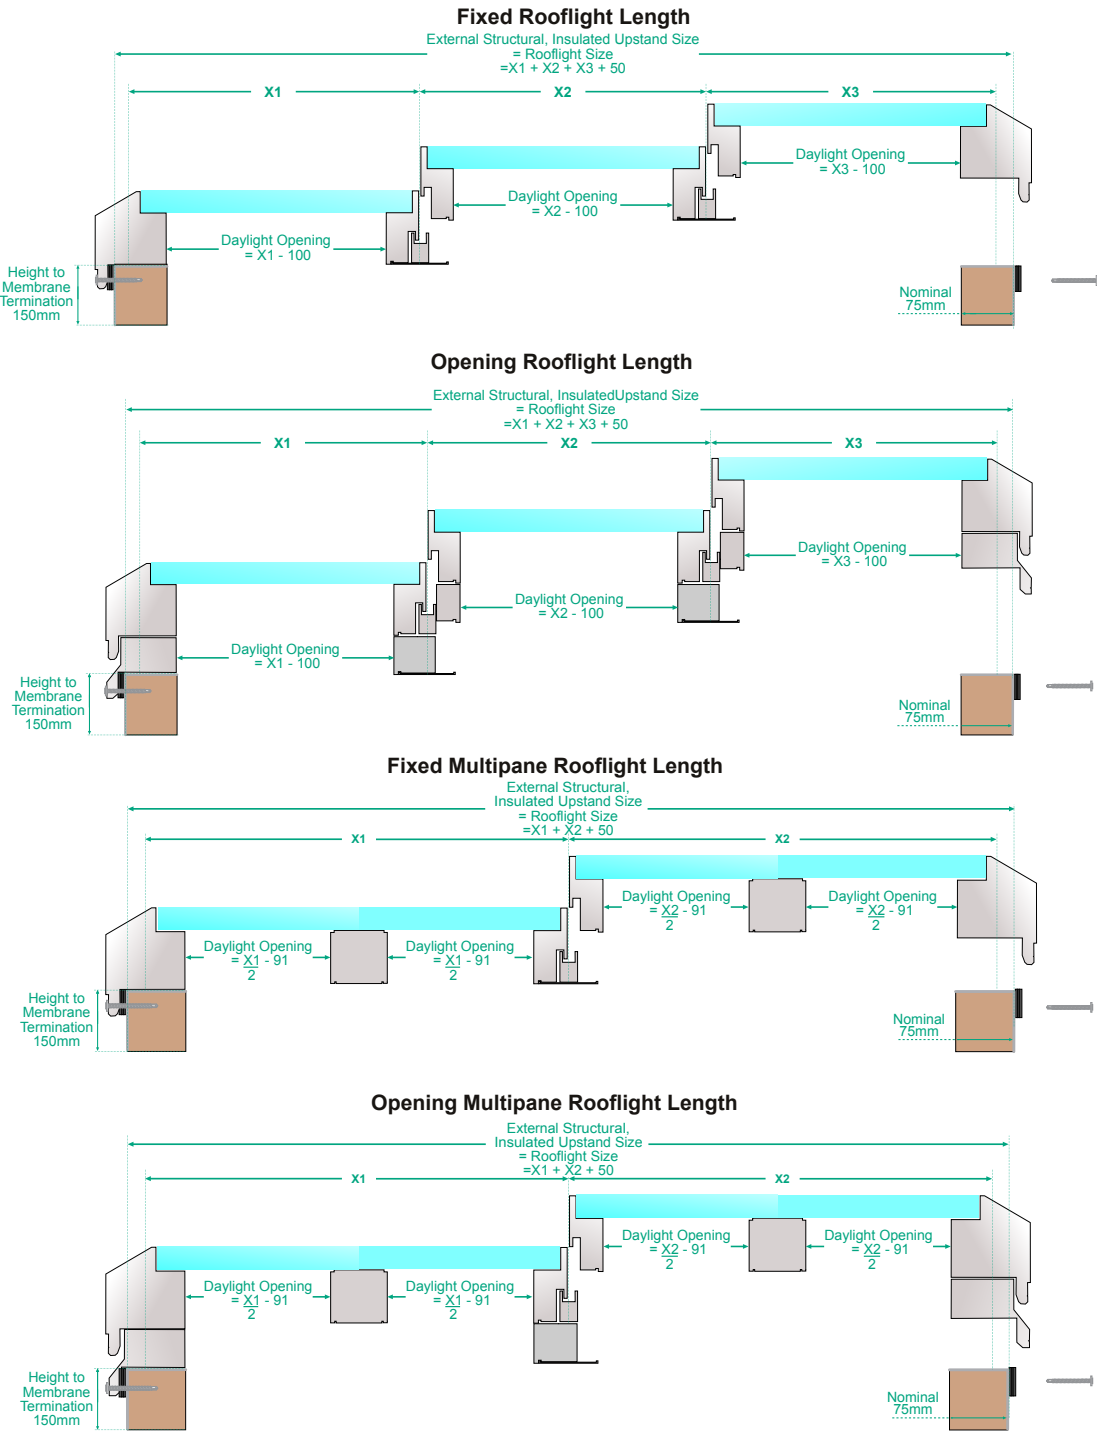 Fixed Rooflight Length
External Structural, Insulated Upstand Size
= Rooflight Size
=X1 + X2 + X3 + 50
X1
X2
X3
Daylight Opening
= X3 - 100
Daylight Opening
= X2 - 100
Daylight Opening
= X1 - 100
Height to
Membrane
Termination
150mm
Nominal
75mm
Opening Rooflight Length
External Structural, InsulatedUpstand Size
= Rooflight Size
=X1 + X2 + X3 + 50
X1
X2
X3
Daylight Opening
= X3 - 100
Daylight Opening
= X2 - 100
Daylight Opening
= X1 - 100
Height to
Membrane
Termination
150mm
Nominal
75mm
Fixed Multipane Rooflight Length
External Structural,
Insulated Upstand Size
= Rooflight Size
=X1 + X2 + 50
X1
X2
Daylight Opening
= X2 - 91
2
Daylight Opening
= X2 - 91
2
Daylight Opening
= X1 - 91
2
Daylight Opening
= X1 - 91
2
Height to
Membrane
Termination
150mm
Nominal
75mm
Opening Multipane Rooflight Length
External Structural,
Insulated Upstand Size
= Rooflight Size
=X1 + X2 + 50
X1
X2
Daylight Opening
= X2 - 91
2
Daylight Opening
= X2 - 91
2
Daylight Opening
= X1 - 91
2
Daylight Opening
= X1 - 91
2
Height to
Membrane
Termination
150mm
Nominal
75mm